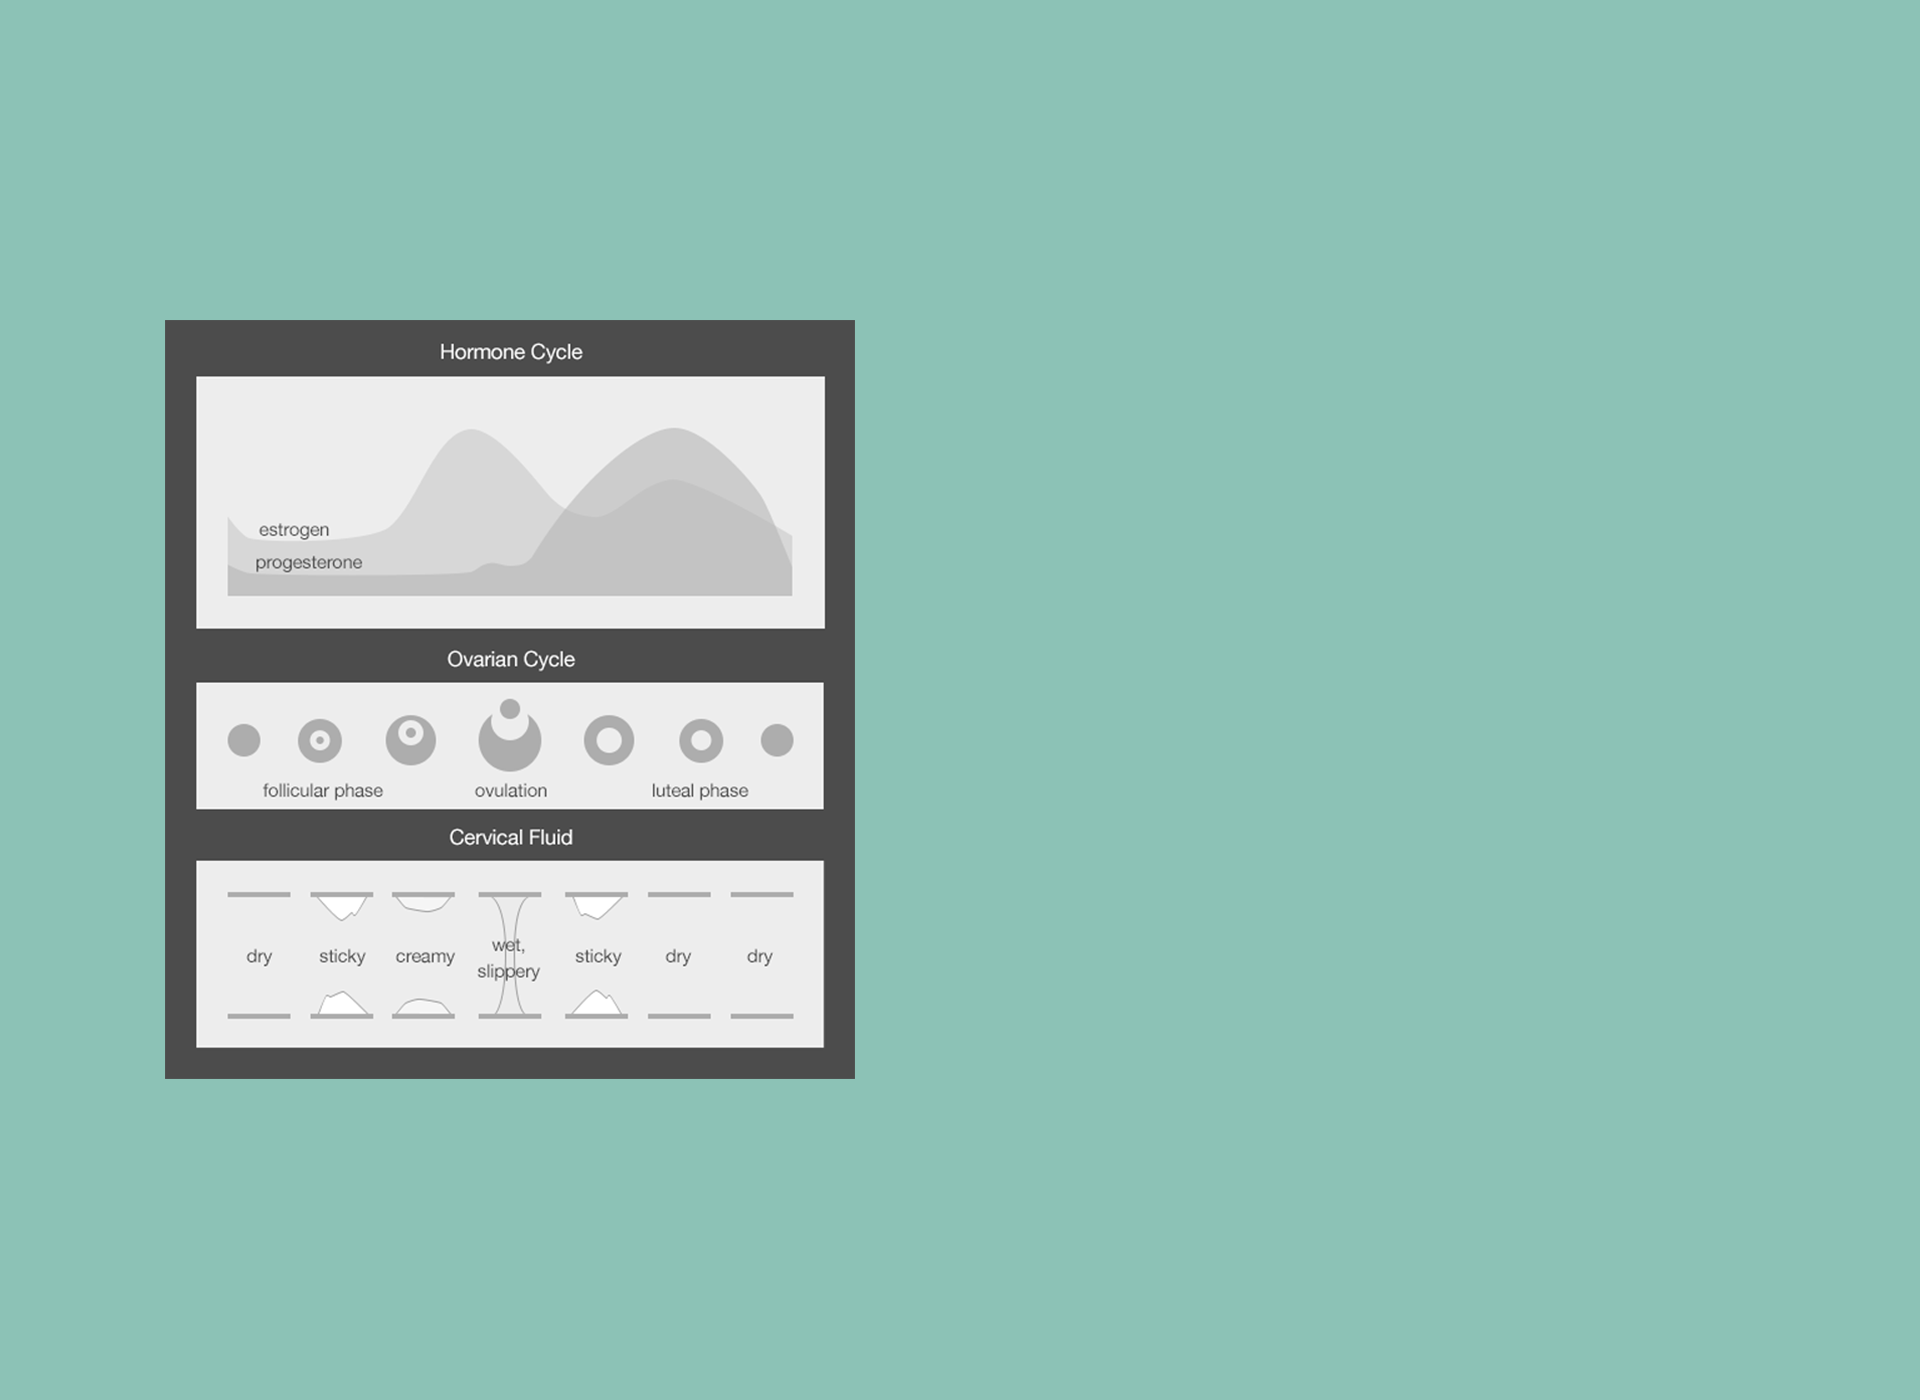 Hormone Cycle
estrogen
progesterone
Ovarian Cycle
follicular phase ovulation luteal phase
Cervical Fluid
dry sticky creamy wet, slippery sticky dry dry